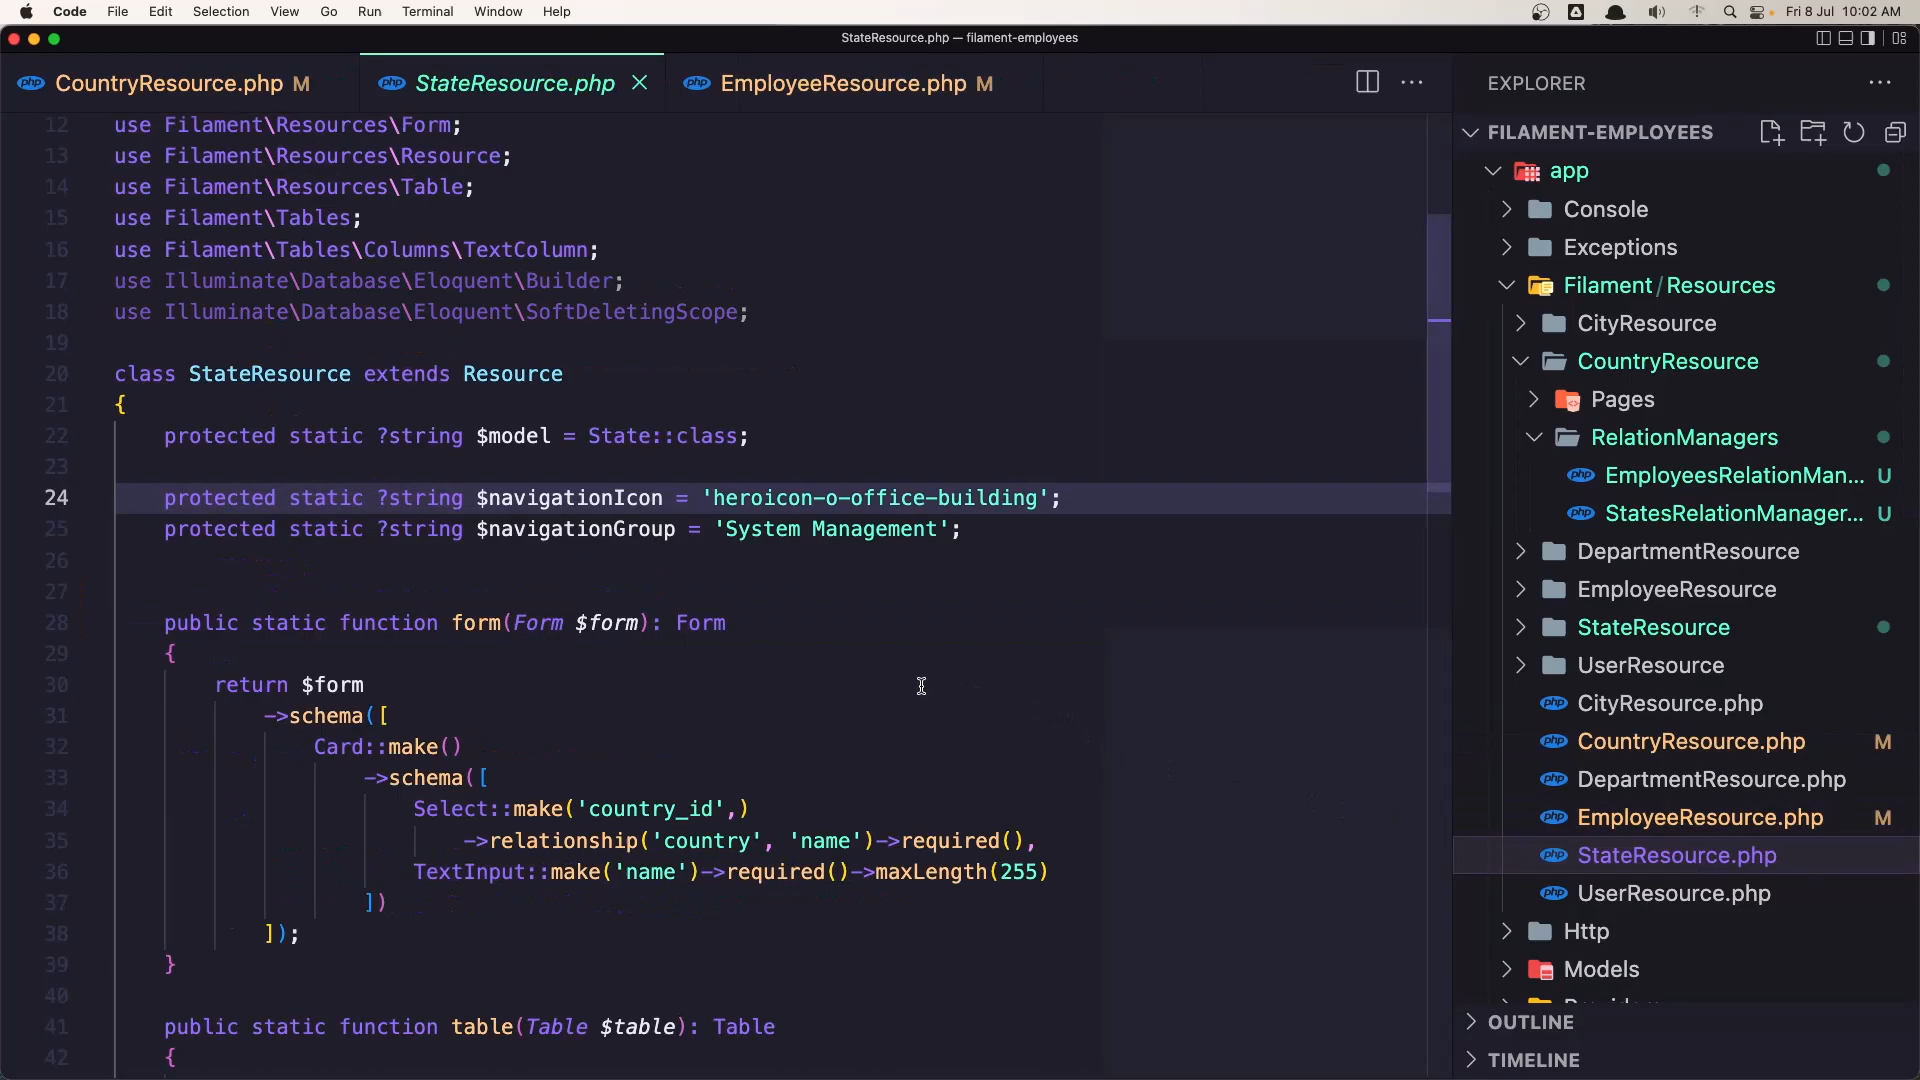 Code File Edit Selection View Go Run Terminal Window Help Fri 8 Jul 10:02 AM
StateResource.php — filament-employees
CountryResource.php M
StateResource.php
EmployeeResource.php M
12 use Filament\Resources\Form;
13 use Filament\Resources\Resource;
14 use Filament\Resources\Table;
15 use Filament\Tables;
16 use Filament\Tables\Columns\TextColumn;
17 use Illuminate\Database\Eloquent\Builder;
18 use Illuminate\Database\Eloquent\SoftDeletingScope;
19
20 class StateResource extends Resource
21 {
22 protected static ?string $model = State::class;
23
24 protected static ?string $navigationIcon = 'heroicon-o-office-building';
25 protected static ?string $navigationGroup = 'System Management';
26
27
28 public static function form(Form $form): Form
29 {
30 return $form
31 ->schema([
32 Card::make()
33 ->schema([
34 Select::make('country_id',)
35 ->relationship('country', 'name')->required(),
36 TextInput::make('name')->required()->maxLength(255)
37 ])
38 ]);
39 }
40
41 public static function table(Table $table): Table
42 {
EXPLORER
FILAMENT-EMPLOYEES
app
Console
Exceptions
Filament/Resources
CityResource
CountryResource
Pages
RelationManagers
php EmployeesRelationMan... U
php StatesRelationManager... U
DepartmentResource
EmployeeResource
StateResource
UserResource
php CityResource.php
php CountryResource.php M
php DepartmentResource.php
php EmployeeResource.php M
php StateResource.php
php UserResource.php
Http
Models
OUTLINE
TIMELINE